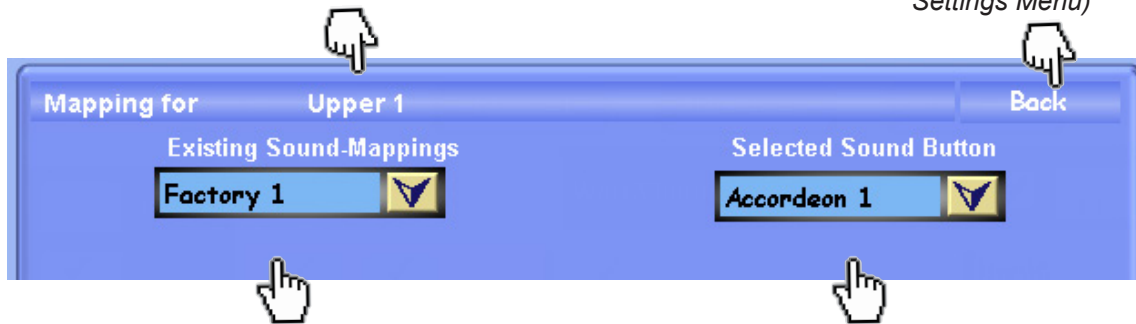 Settings Menu)
Mapping for Upper 1 Back
Existing Sound-Mappings Selected Sound Button
Factory 1 Accordeon 1